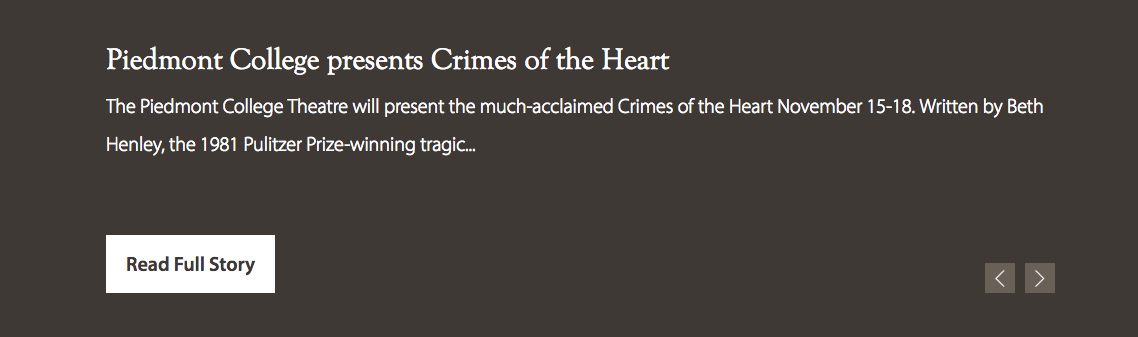 Piedmont College presents Crimes of the Heart
The Piedmont College Theatre will present the much-acclaimed Crimes of the Heart November 15-18. Written by Beth
Henley, the 1981 Pulitzer Prize-winning tragic...
Read Full Story